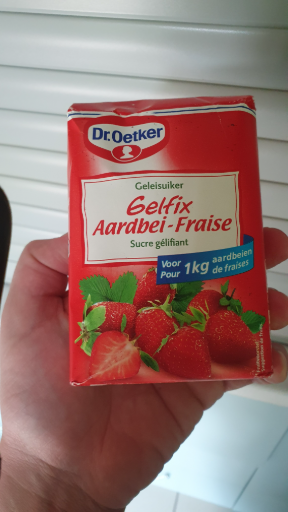 Dr.Oetker
Geleisuiker
Gelfix
Aardbei-Fraise
Sucre gélifiant
Voor 1kg aardbeien
Pour de fraises